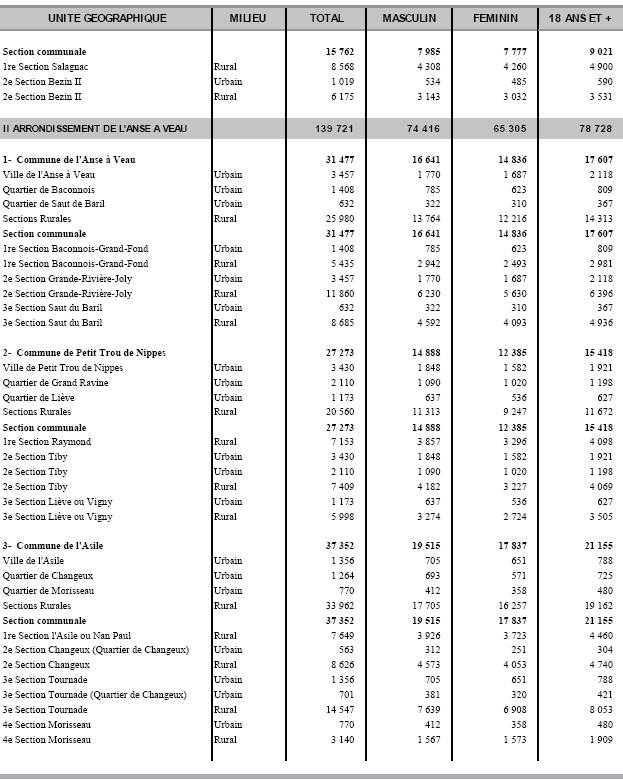 UNITE GEOGRAPHIQUE MILIEU TOTAL MASCULIN FEMININ 18 ANS ET +
Section communale 15 762 7 985 7 777 9 021
1re Section Salagnac Rural 8 568 4 308 4 260 4 900
2e Section Bezin II Urbain 1 019 534 485 590
2e Section Bezin II Rural 6 175 3 143 3 032 3 531
II ARRONDISSEMENT DE L'ANSE A VEAU 139 721 74 416 65 305 78 728
1- Commune de l'Anse à Veau 31 477 16 641 14 836 17 607
Ville de l'Anse à Veau Urbain 3 457 1 770 1 687 2 118
Quartier de Baconnois Urbain 1 408 785 623 809
Quartier de Saut de Baril Urbain 632 322 310 367
Sections Rurales Rural 25 980 13 764 12 216 14 313
Section communale 31 477 16 641 14 836 17 607
1re Section Baconnois-Grand-Fond Urbain 1 408 785 623 809
1re Section Baconnois-Grand-Fond Rural 5 435 2 942 2 493 2 981
2e Section Grande-Rivière-Joly Urbain 3 457 1 770 1 687 2 118
2e Section Grande-Rivière-Joly Rural 11 860 6 230 5 630 6 396
3e Section Saut du Baril Urbain 632 322 310 367
3e Section Saut du Baril Rural 8 685 4 592 4 093 4 936
2- Commune de Petit Trou de Nippes 27 273 14 888 12 385 15 418
Ville de Petit Trou de Nippes Urbain 3 430 1 848 1 582 1 921
Quartier de Grand Ravine Urbain 2 110 1 090 1 020 1 198
Quartier de Liève Urbain 1 173 637 536 627
Sections Rurales Rural 20 560 11 313 9 247 11 672
Section communale 27 273 14 888 12 385 15 418
1re Section Raymond Rural 7 153 3 857 3 296 4 098
2e Section Tiby Urbain 3 430 1 848 1 582 1 921
2e Section Tiby Urbain 2 110 1 090 1 020 1 198
2e Section Tiby Rural 7 409 4 182 3 227 4 069
3e Section Liève ou Vigny Urbain 1 173 637 536 627
3e Section Liève ou Vigny Rural 5 998 3 274 2 724 3 505
3- Commune de l'Asile 37 352 19 515 17 837 21 155
Ville de l'Asile Urbain 1 356 705 651 788
Quartier de Changeux Urbain 1 264 693 571 725
Quartier de Morisseau Urbain 770 412 358 480
Sections Rurales Rural 33 962 17 705 16 257 19 162
Section communale 37 352 19 515 17 837 21 155
1re Section l'Asile ou Nan Paul Rural 7 649 3 926 3 723 4 460
2e Section Changeux (Quartier de Changeux) Urbain 563 312 251 304
2e Section Changeux Rural 8 626 4 573 4 053 4 740
3e Section Tournade Urbain 1 356 705 651 788
3e Section Tournade (Quartier de Changeux) Urbain 701 381 320 421
3e Section Tournade Rural 14 547 7 639 6 908 8 053
4e Section Morisseau Urbain 770 412 358 480
4e Section Morisseau Rural 3 140 1 567 1 573 1 909